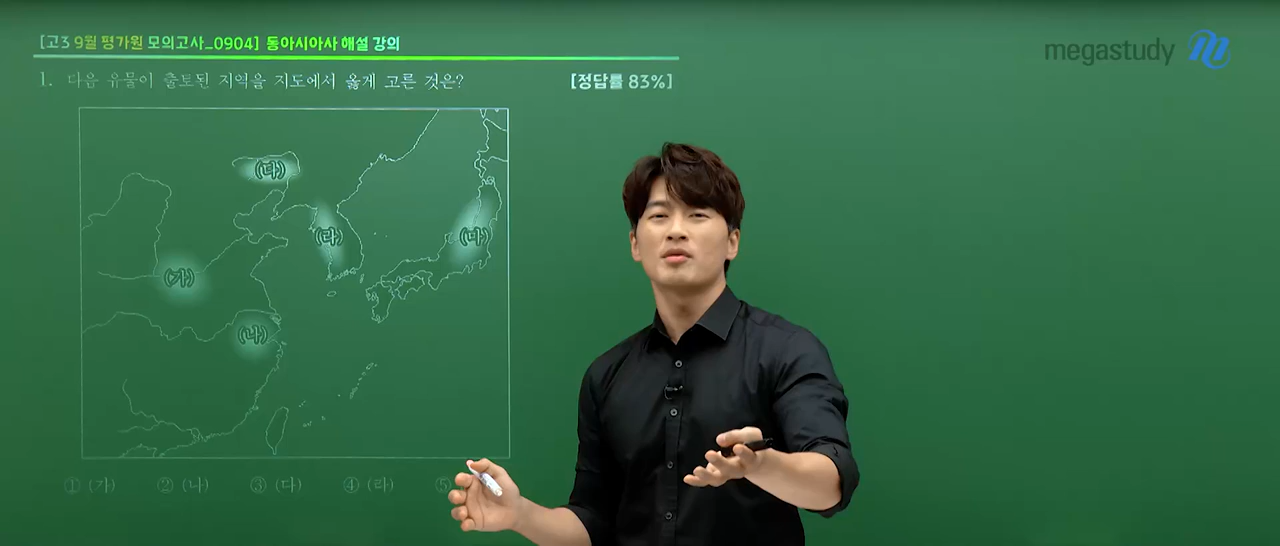 [고3 9월 평가원 모의고사_0904] 동아시아사 해설 강의
megastudy
1. 다음 유물이 출토된 지역을 지도에서 옳게 고른 것은?
[정답률 83%]
(다)
(라)
(마)
(가)
(나)
① (가) ② (나) ③ (다) ④ (라) ⑤